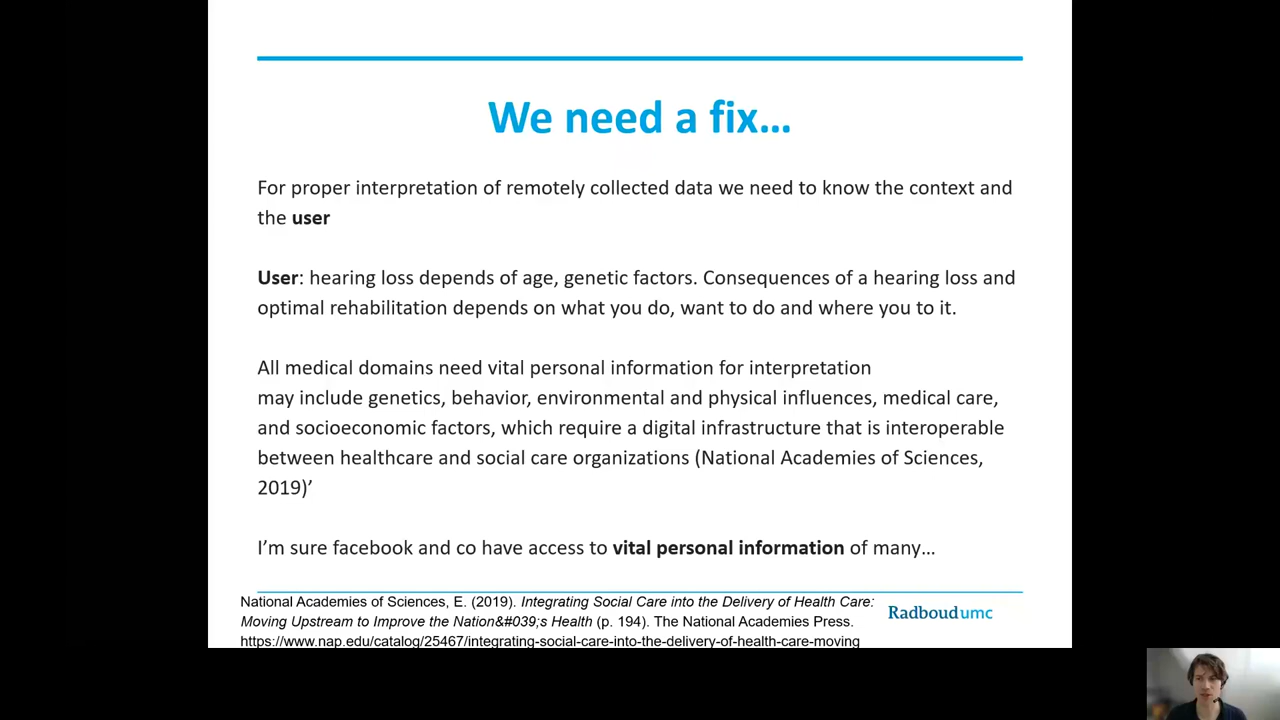 We need a fix…
For proper interpretation of remotely collected data we need to know the context and
the user
User: hearing loss depends of age, genetic factors. Consequences of a hearing loss and
optimal rehabilitation depends on what you do, want to do and where you to it.
All medical domains need vital personal information for interpretation
may include genetics, behavior, environmental and physical influences, medical care,
and socioeconomic factors, which require a digital infrastructure that is interoperable
between healthcare and social care organizations (National Academies of Sciences,
2019)’
I’m sure facebook and co have access to vital personal information of many…
National Academies of Sciences, E. (2019). Integrating Social Care into the Delivery of Health Care:
Moving Upstream to Improve the Nation&#039;s Health (p. 194). The National Academies Press.
https://www.nap.edu/catalog/25467/integrating-social-care-into-the-delivery-of-health-care-moving
Radboudumc